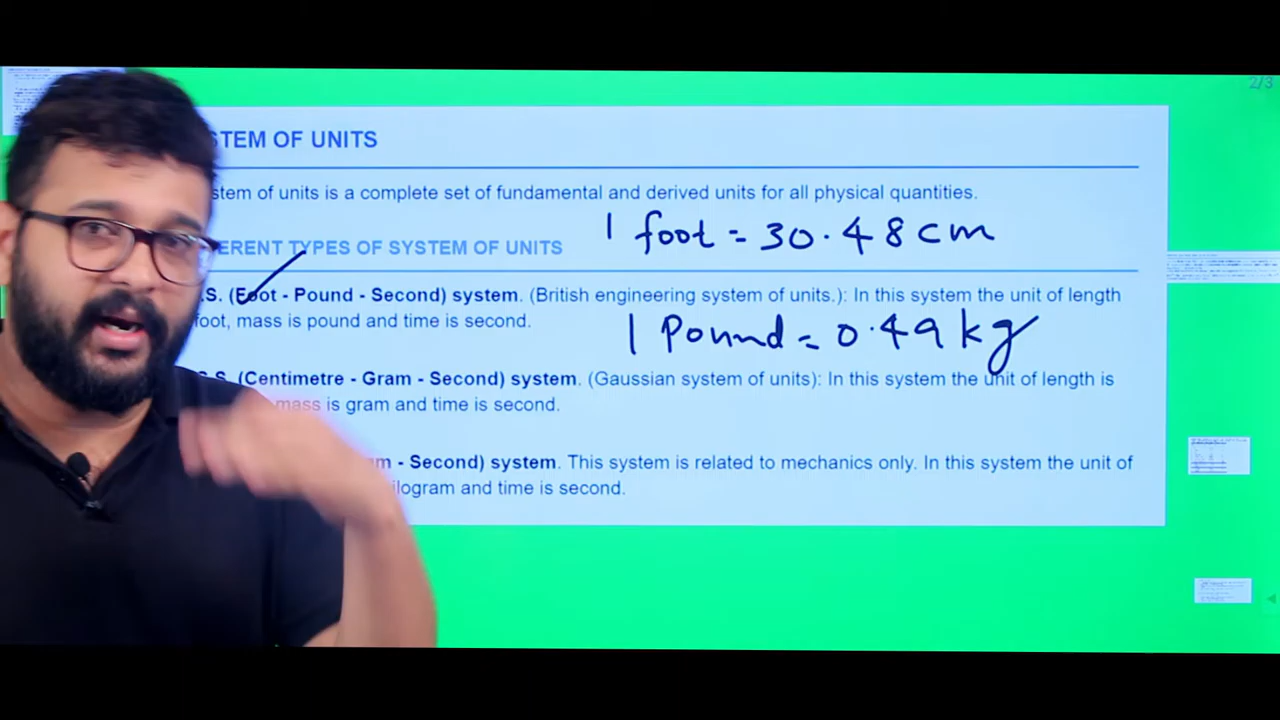 2/3
STEM OF UNITS
stem of units is a complete set of fundamental and derived units for all physical quantities.
1 foot = 30.48 cm
ERENT TYPES OF SYSTEM OF UNITS
.S. (Foot - Pound - Second) system. (British engineering system of units.): In this system the unit of length
foot, mass is pound and time is second.
1 Pound = 0.49 kg
S. (Centimetre - Gram - Second) system. (Gaussian system of units): In this system the unit of length is
mass is gram and time is second.
m - Second) system. This system is related to mechanics only. In this system the unit of
ilogram and time is second.